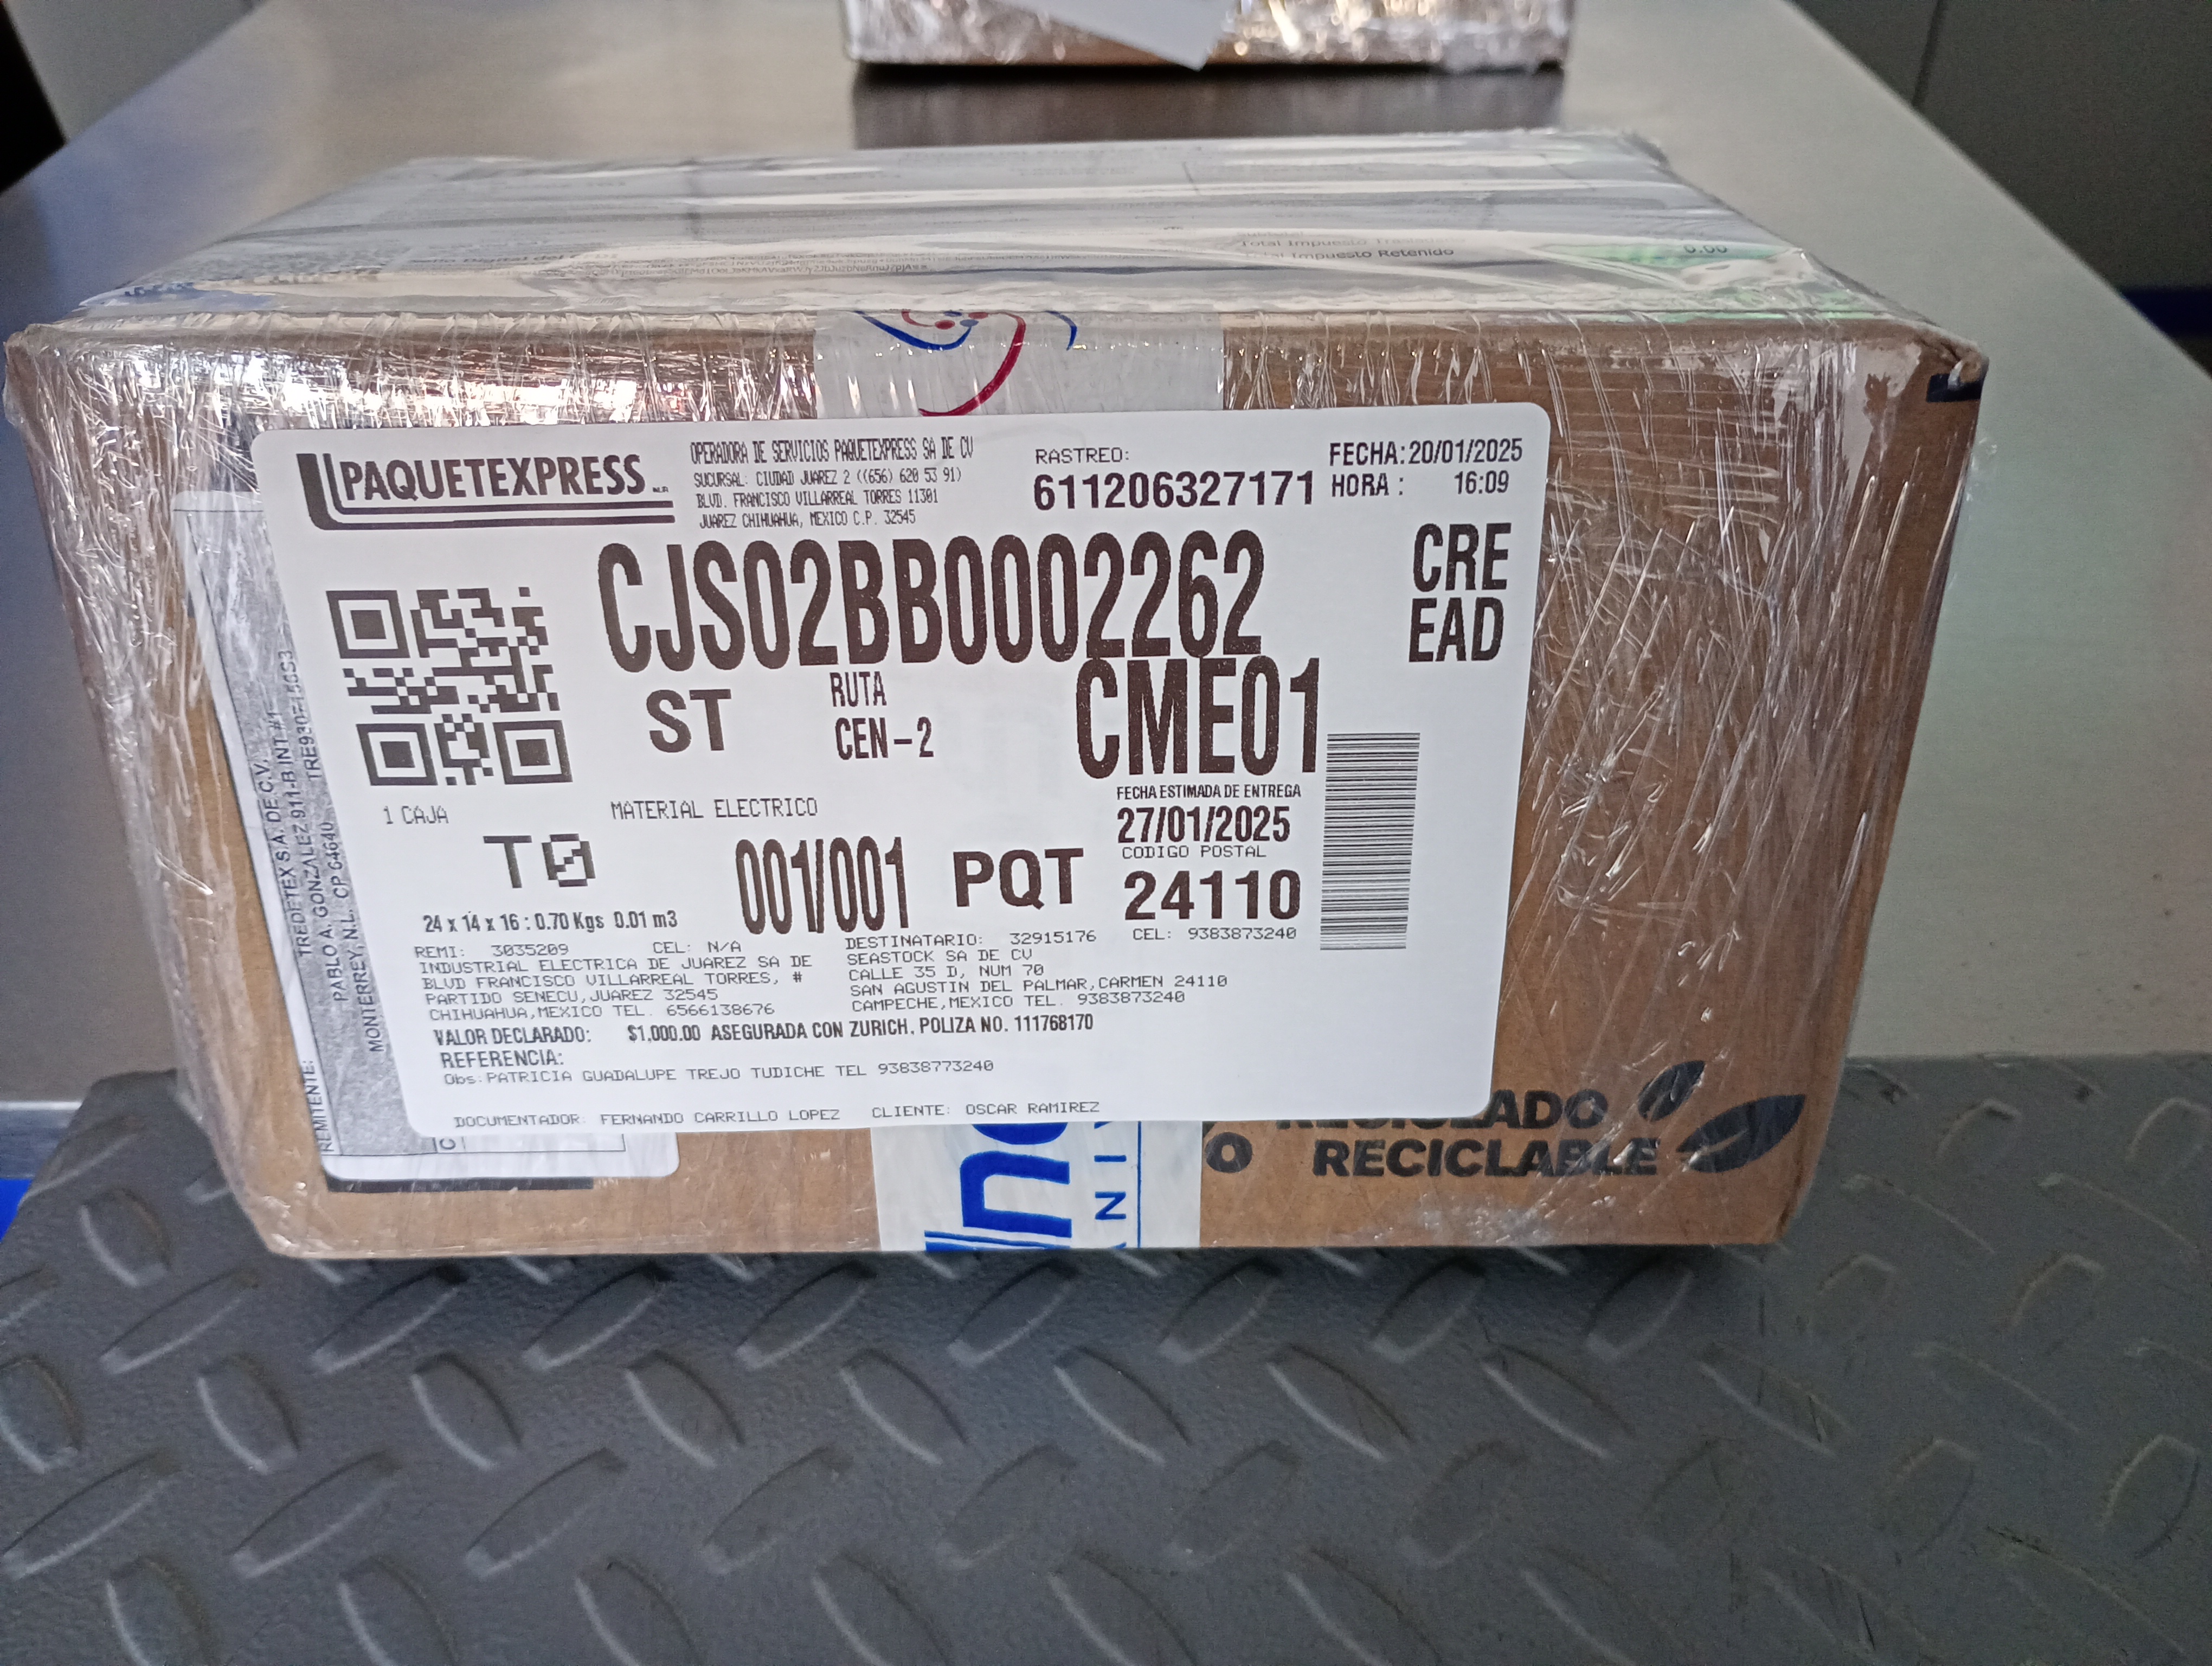 Total Impuesto
Total Impuesto Retenido
0.00
PAQUETEXPRESS
OPERADORA DE SERVICIOS PAQUETEXPRESS SA DE CV
SUCURSAL: CIUDAD JUAREZ 2 ((656) 620 53 91)
BLVD. FRANCISCO VILLARREAL TORRES 11301
JUAREZ CHIHUAHUA, MEXICO C.P. 32545
RASTREO:
611206327171
FECHA:20/01/2025
HORA : 16:09
CJS02BB0002262
CRE
EAD
ST
RUTA
CEN-2
CME01
1 CAJA
MATERIAL ELECTRICO
FECHA ESTIMADA DE ENTREGA
27/01/2025
T0
001/001
PQT
CODIGO POSTAL
24110
24 x 14 x 16 : 0.70 Kgs 0.01 m3
REMI: 3035209 CEL: N/A
INDUSTRIAL ELECTRICA DE JUAREZ SA DE
BLVD FRANCISCO VILLARREAL TORRES, #
PARTIDO SENECU,JUAREZ 32545
CHIHUAHUA,MEXICO TEL. 6566138676
DESTINATARIO: 32915176 CEL: 9383873240
SEASTOCK SA DE CV
CALLE 35 D, NUM 70
SAN AGUSTIN DEL PALMAR,CARMEN 24110
CAMPECHE,MEXICO TEL. 9383873240
VALOR DECLARADO: $1,000.00 ASEGURADA CON ZURICH. POLIZA NO. 111768170
REFERENCIA:
Obs:PATRICIA GUADALUPE TREJO TUDICHE TEL 93838773240
DOCUMENTADOR: FERNANDO CARRILLO LOPEZ CLIENTE: OSCAR RAMIREZ
REMITENTE:
TREDETEX S.A. DE C.V.
PABLO A. GONZALEZ 911-B INT #1
MONTERREY, N.L. CP 64640
RECICLABLE